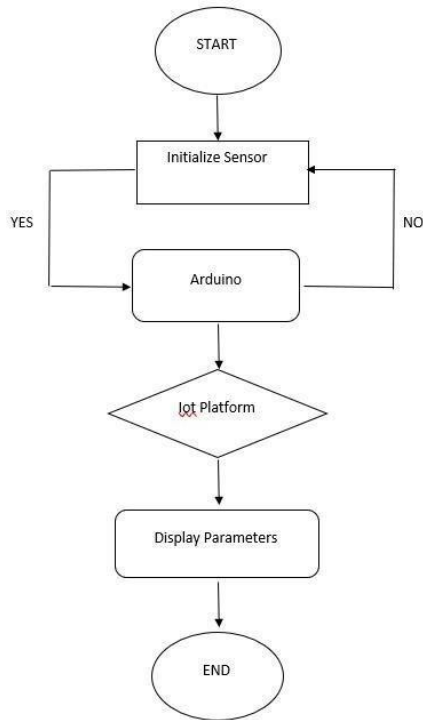 START
Initialize Sensor
YES
NO
Arduino
Iot Platform
Display Parameters
END